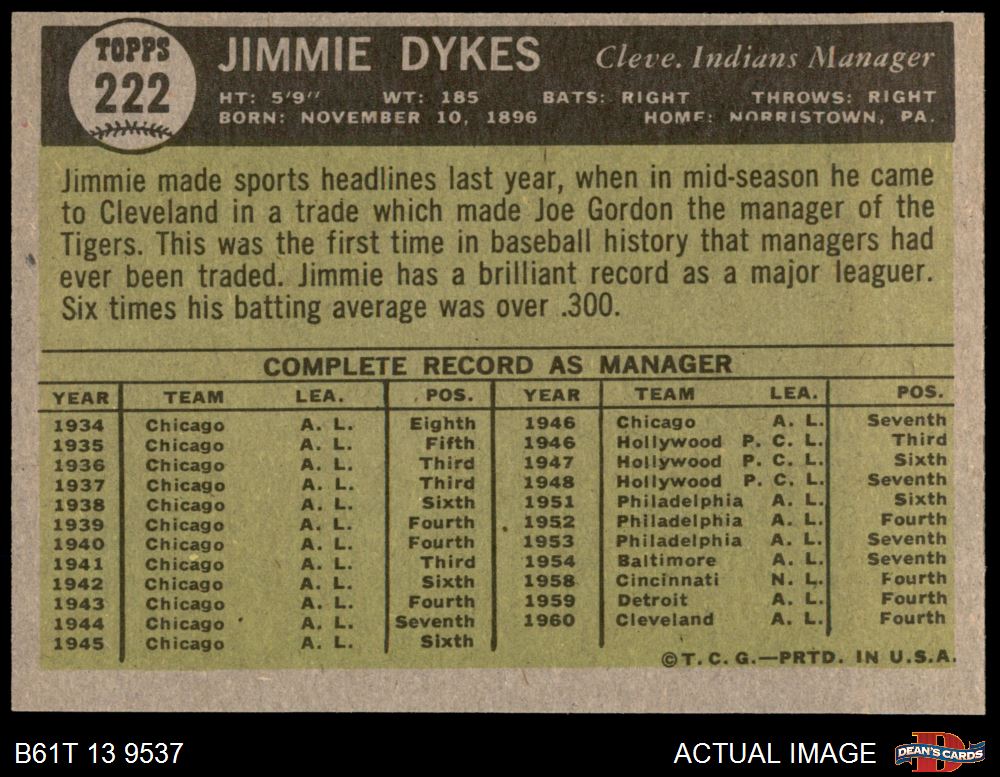 TOPPS
222
JIMMIE DYKES
Cleve. Indians Manager
HT: 5'9" WT: 185 BATS: RIGHT THROWS: RIGHT
BORN: NOVEMBER 10, 1896 HOME: NORRISTOWN, PA.
Jimmie made sports headlines last year, when in mid-season he came
to Cleveland in a trade which made Joe Gordon the manager of the
Tigers. This was the first time in baseball history that managers had
ever been traded. Jimmie has a brilliant record as a major leaguer.
Six times his batting average was over .300.
COMPLETE RECORD AS MANAGER
YEAR TEAM LEA. POS. YEAR TEAM LEA. POS.
1934 Chicago A. L. Eighth 1946 Chicago A. L. Seventh
1935 Chicago A. L. Fifth 1946 Hollywood P. C. L. Third
1936 Chicago A. L. Third 1947 Hollywood P. C. L. Sixth
1937 Chicago A. L. Third 1948 Hollywood P. C. L. Seventh
1938 Chicago A. L. Sixth 1951 Philadelphia A. L. Sixth
1939 Chicago A. L. Fourth 1952 Philadelphia A. L. Fourth
1940 Chicago A. L. Fourth 1953 Philadelphia A. L. Seventh
1941 Chicago A. L. Third 1954 Baltimore A. L. Seventh
1942 Chicago A. L. Sixth 1958 Cincinnati N. L. Fourth
1943 Chicago A. L. Fourth 1959 Detroit A. L. Fourth
1944 Chicago A. L. Seventh 1960 Cleveland A. L. Fourth
1945 Chicago A. L. Sixth
©T. C. G.—PRTD. IN U.S.A.
B61T 13 9537 ACTUAL IMAGE D DEAN'S CARDS